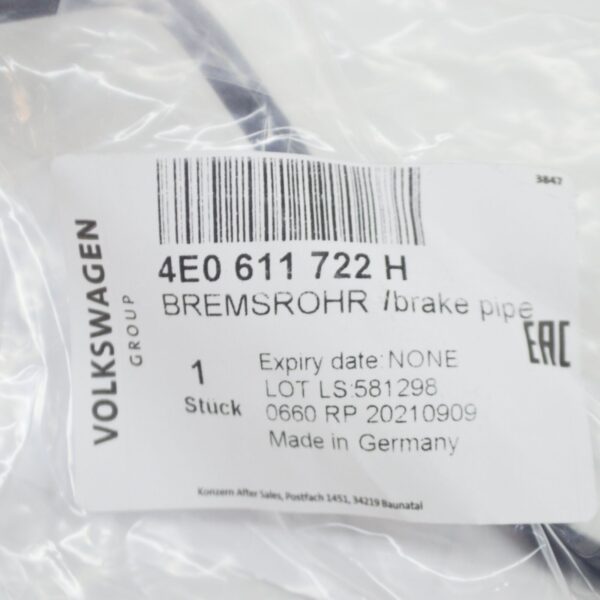 3847
VOLKSWAGEN
GROUP
4E0 611 722 H
BREMSROHR /brake pipe
EAC
1
Stück
Expiry date: NONE
LOT LS:581298
0660 RP 20210909
Made in Germany
Konzern After Sales, Postfach 1451, 34219 Baunatal